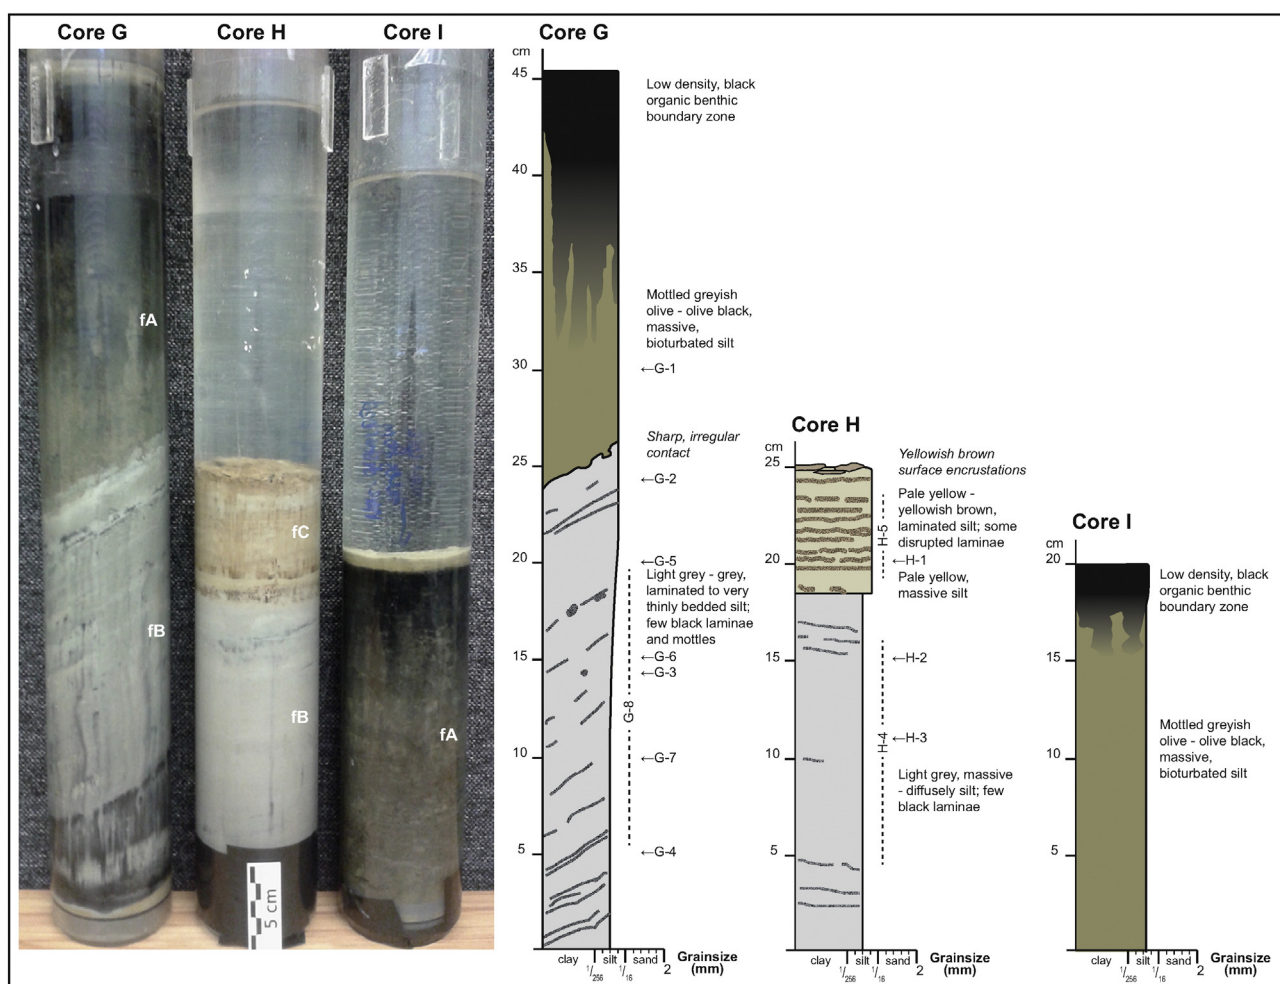 Core G
Core H
Core I
fA
fB
fC
fB
fA
5 cm
Core G
cm
45
40
35
30
25
20
15
10
5
Low density, black
organic benthic
boundary zone
Mottled greyish
olive - olive black,
massive,
bioturbated silt
←G-1
Sharp, irregular
contact
←G-2
←G-5
Light grey - grey,
laminated to very
thinly bedded silt;
few black laminae
and mottles
←G-6
←G-3
G-8
←G-7
←G-4
clay silt sand
1/256 1/16 2
Grainsize
(mm)
Core H
cm
25
20
15
10
5
Yellowish brown
surface encrustations
Pale yellow -
yellowish brown,
laminated silt; some
disrupted laminae
H-5
←H-1
Pale yellow,
massive silt
←H-2
←H-3
H-4
Light grey, massive
- diffusely silt; few
black laminae
clay silt sand
1/256 1/16 2
Grainsize
(mm)
Core I
cm
20
15
10
5
Low density, black
organic benthic
boundary zone
Mottled greyish
olive - olive black,
massive,
bioturbated silt
clay silt sand
1/256 1/16 2
Grainsize
(mm)